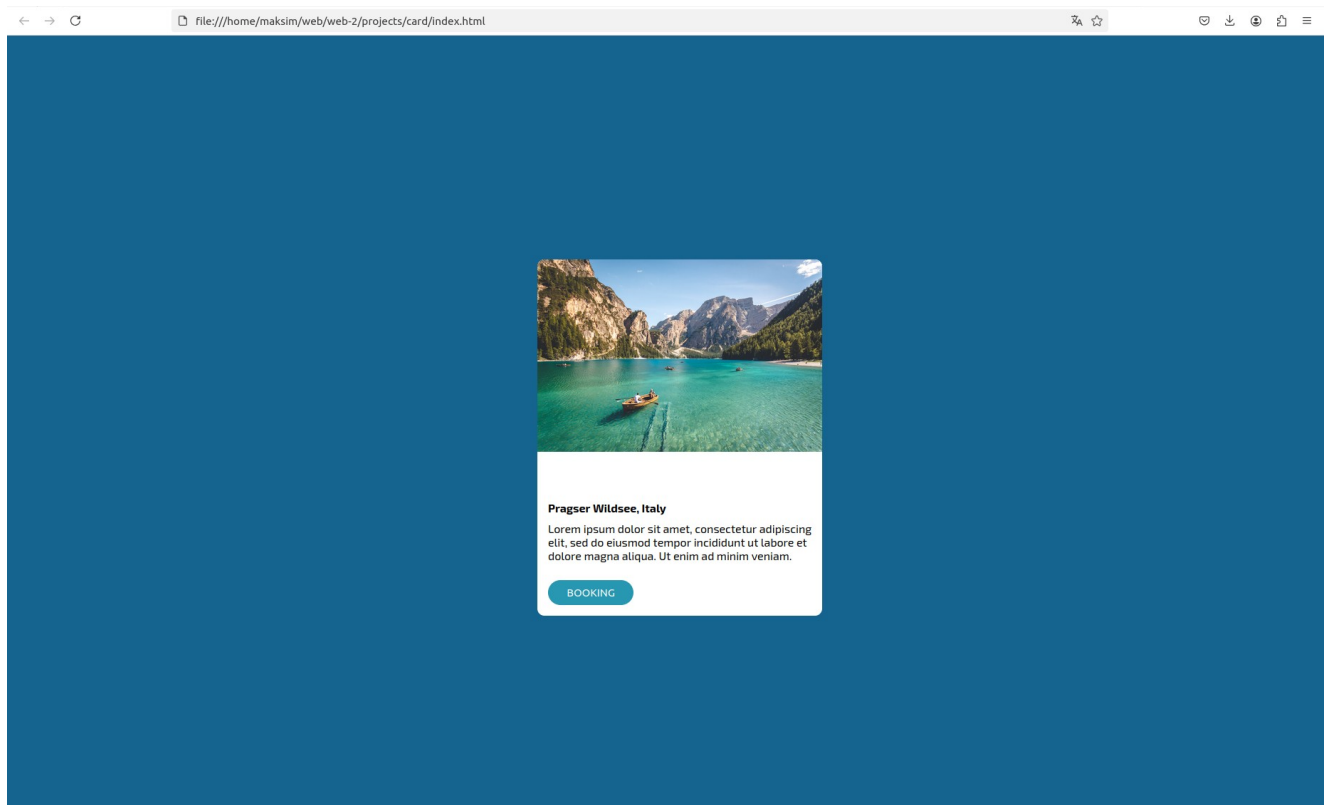 file:///home/maksim/web/web-2/projects/card/index.html
Pragser Wildsee, Italy
Lorem ipsum dolor sit amet, consectetur adipiscing
elit, sed do eiusmod tempor incididunt ut labore et
dolore magna aliqua. Ut enim ad minim veniam.
BOOKING